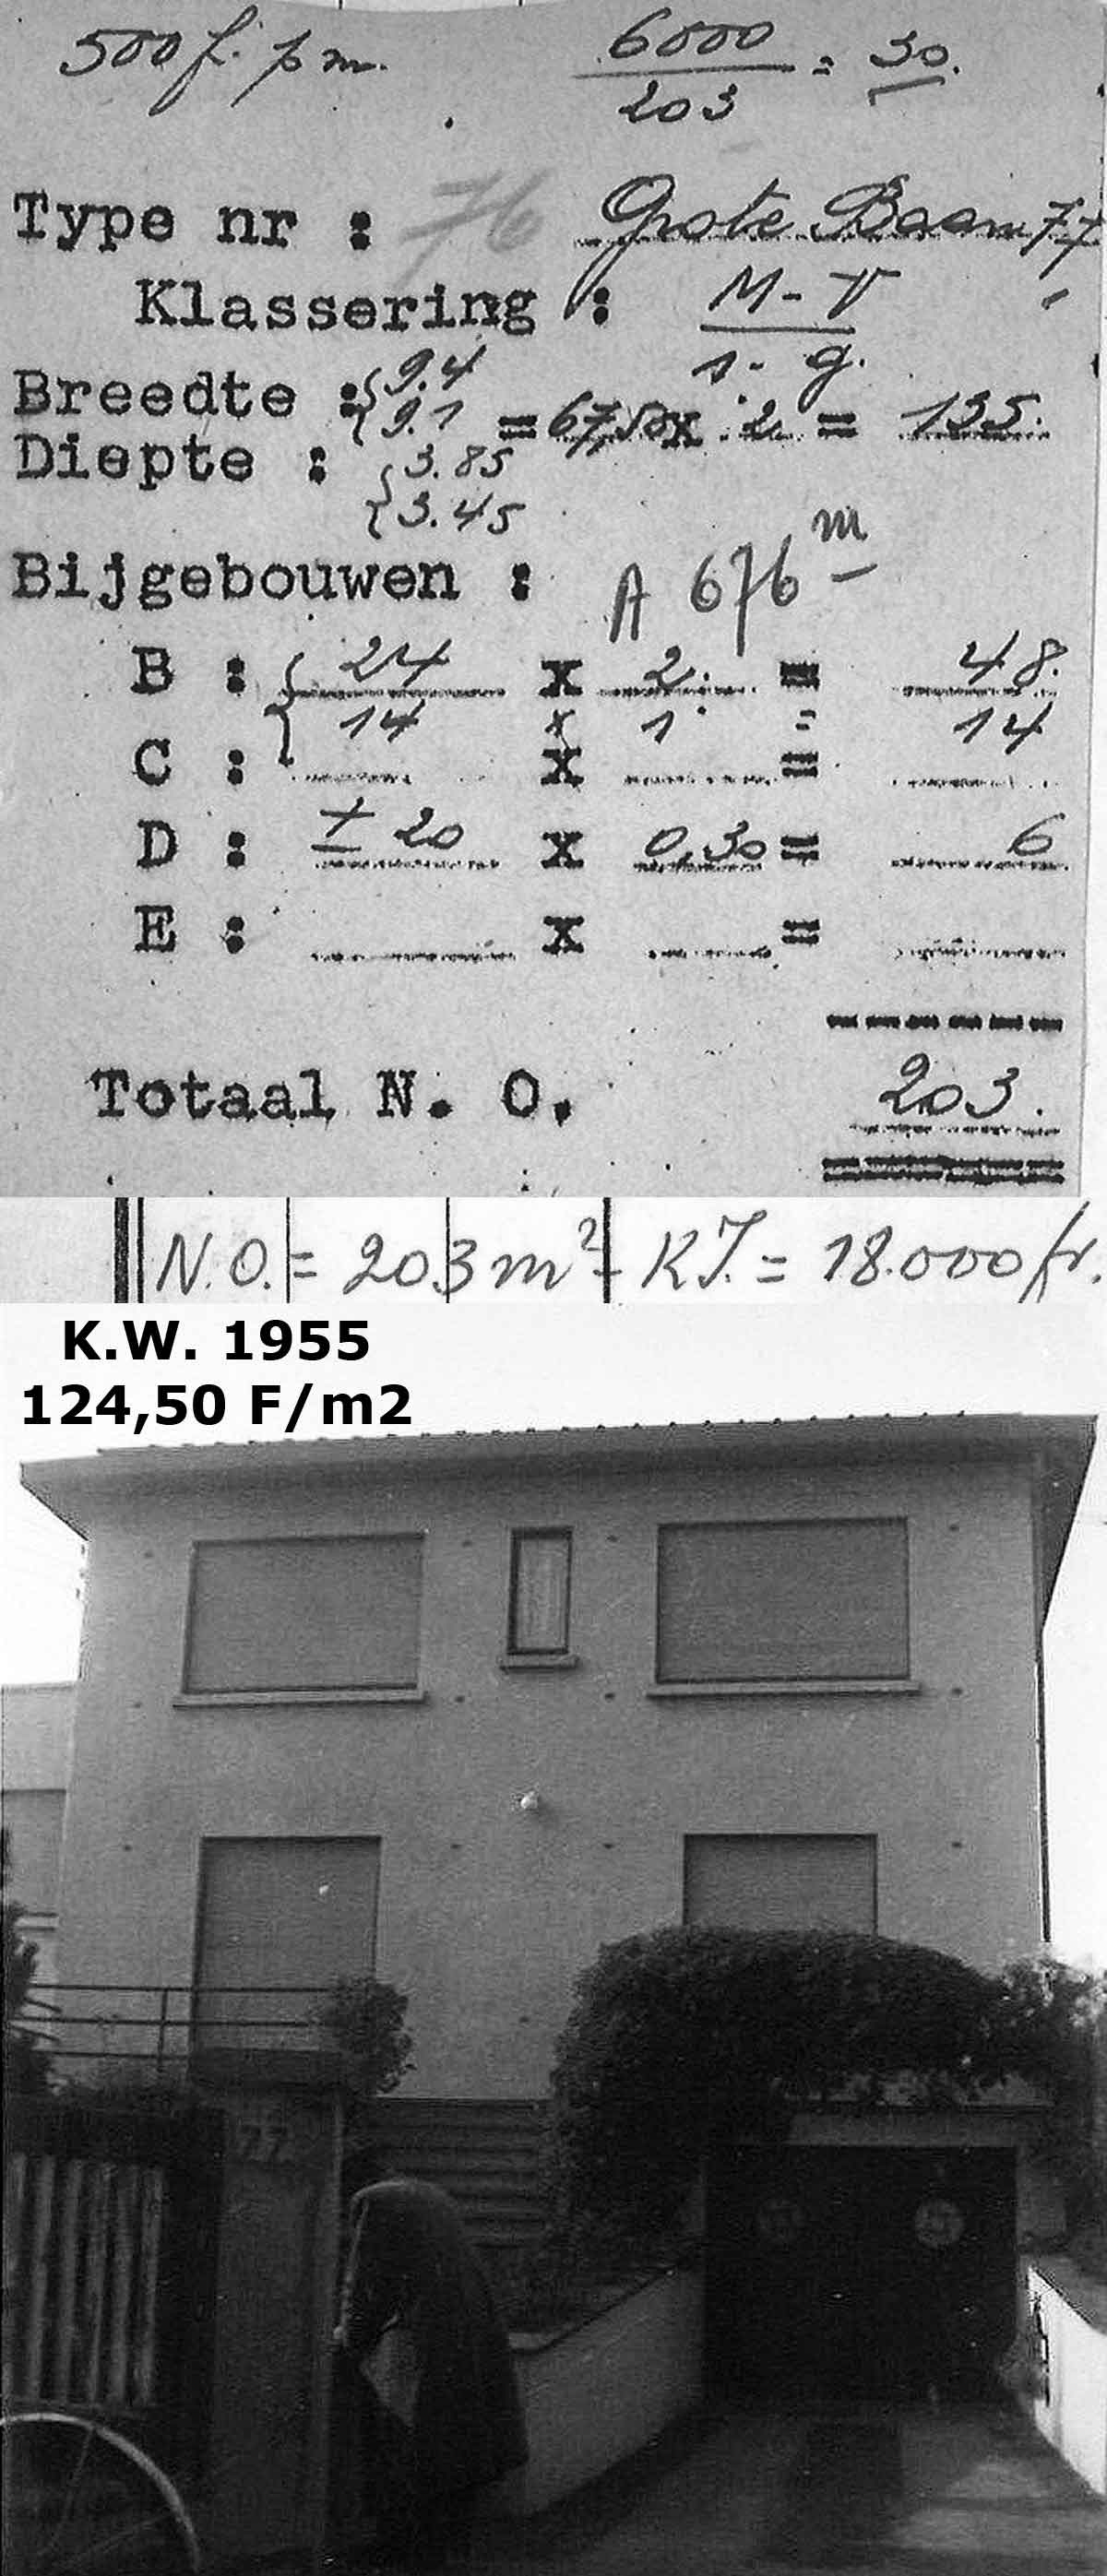 500 f. p m. 6000 / 203 = 30.
Type nr : 76 Grote Baan 77
Klassering : M - V
s - g.
Breedte : { 9.4
{ 9.1 = 67,50 x 2 = 135.
Diepte : { 3.85
{ 3.45
Bijgebouwen : A 676 m
B : { 24 x 2 = 48.
{ 14 x 1 = 14
C : x =
D : ± 20 x 0,30 = 6
E : x =
Totaal N. O. 203.
N.O. = 203 m² - K.I. = 18.000 fr.
K.W. 1955
124,50 F/m2
77